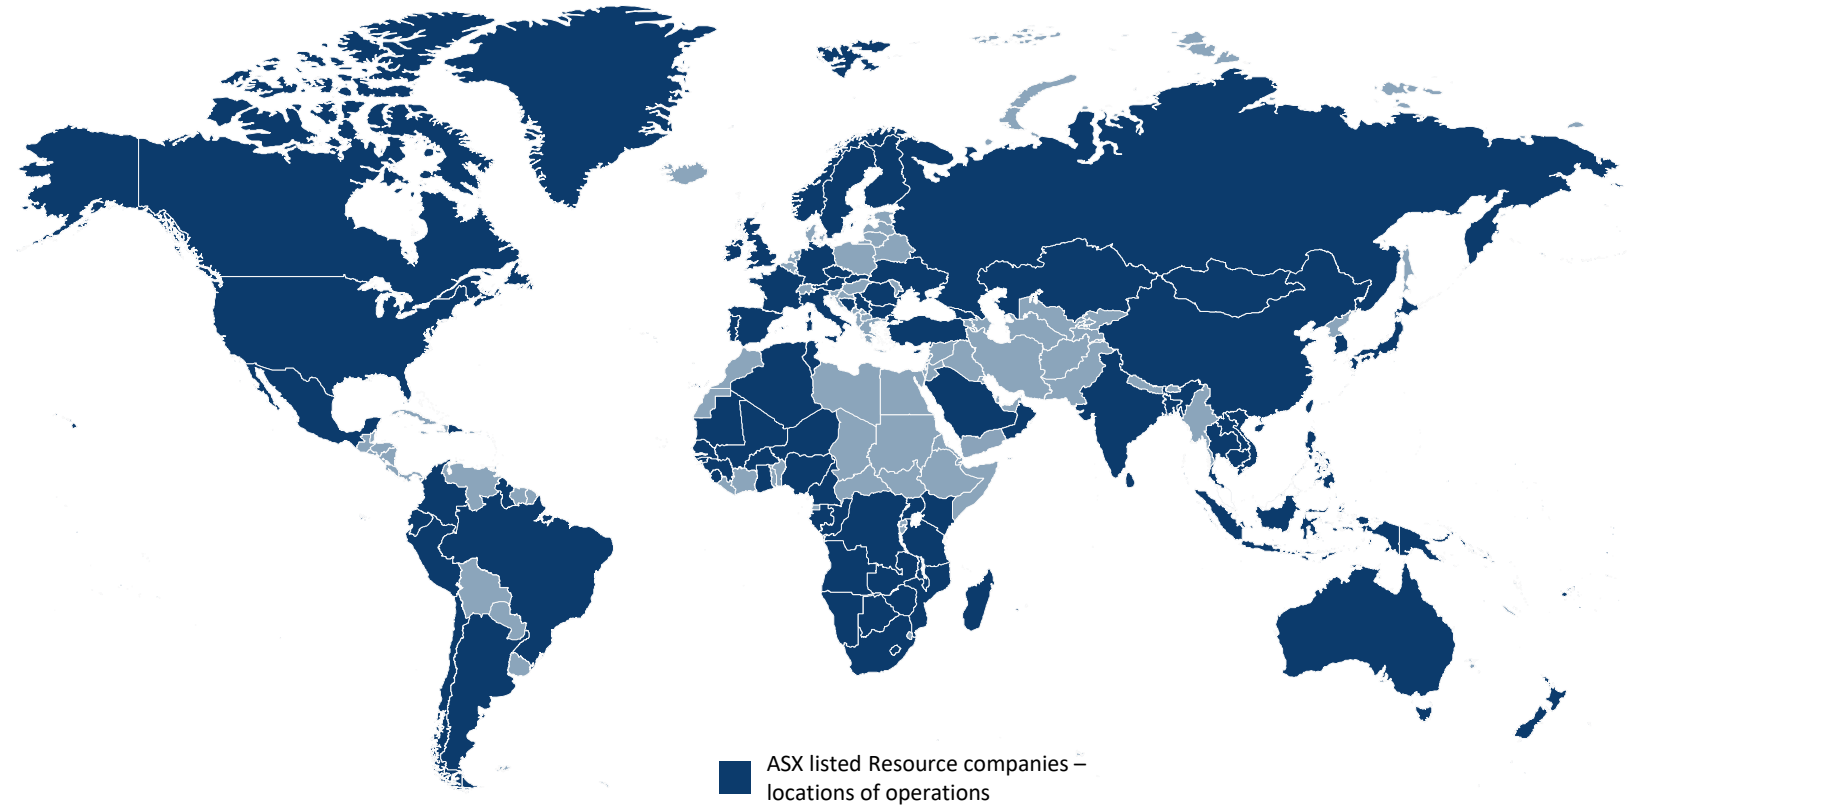 ASX listed Resource companies –
locations of operations